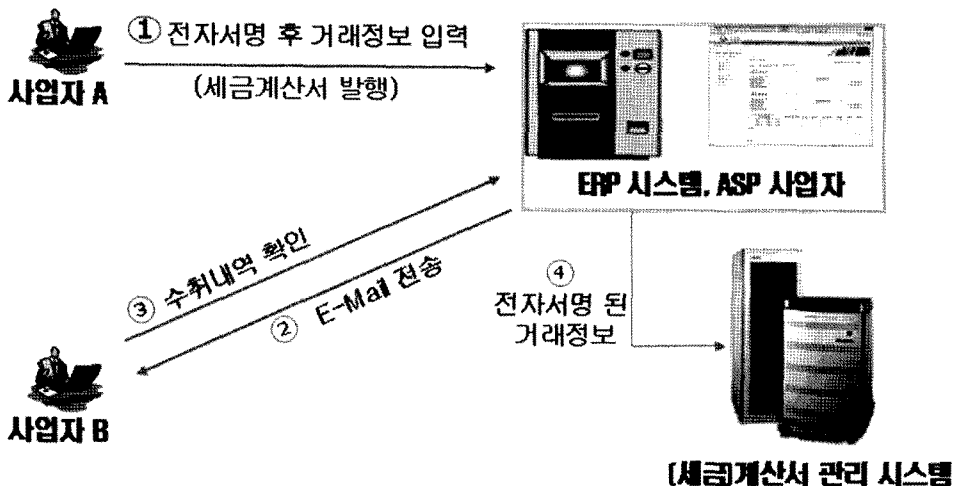 ① 전자서명 후 거래정보 입력
(세금계산서 발행)
사업자 A
ERP 시스템, ASP 사업자
③ 수취내역 확인
② E-Mail 전송
④
전자서명 된
거래정보
사업자 B
(세금)계산서 관리 시스템